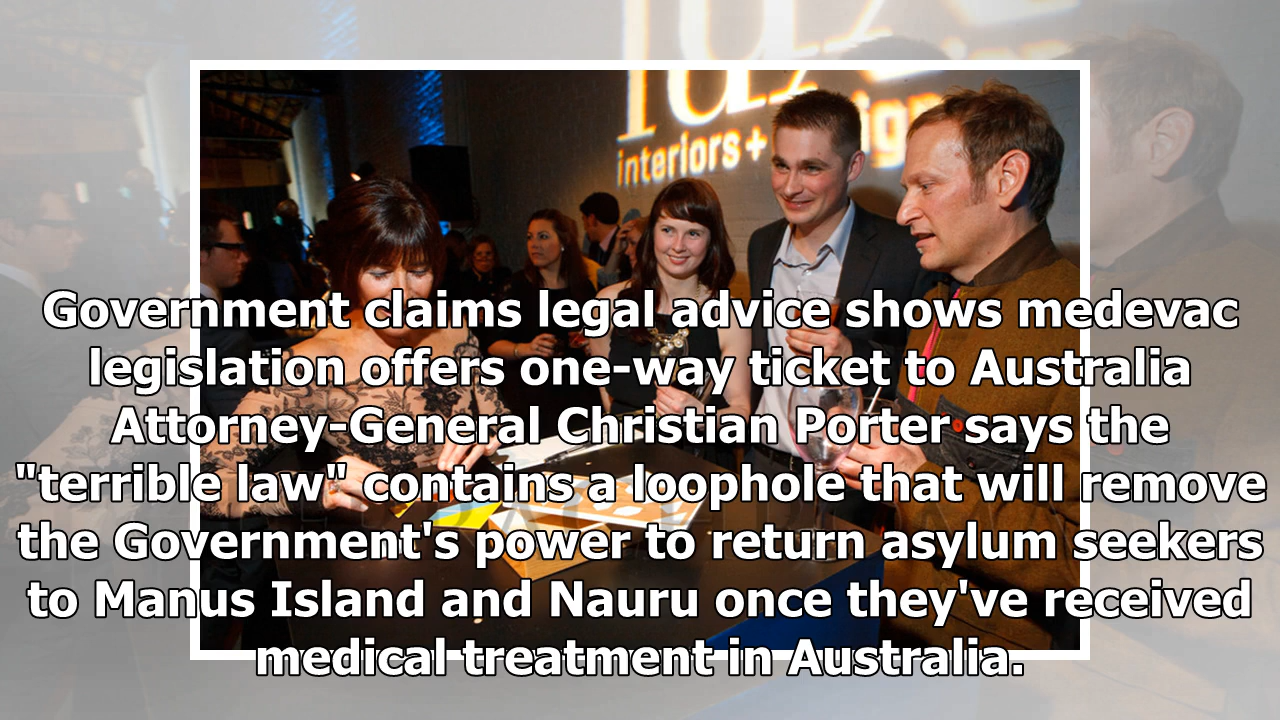 interiors+
Government claims legal advice shows medevac
legislation offers one-way ticket to Australia
Attorney-General Christian Porter says the
"terrible law" contains a loophole that will remove
the Government's power to return asylum seekers
to Manus Island and Nauru once they've received
medical treatment in Australia.